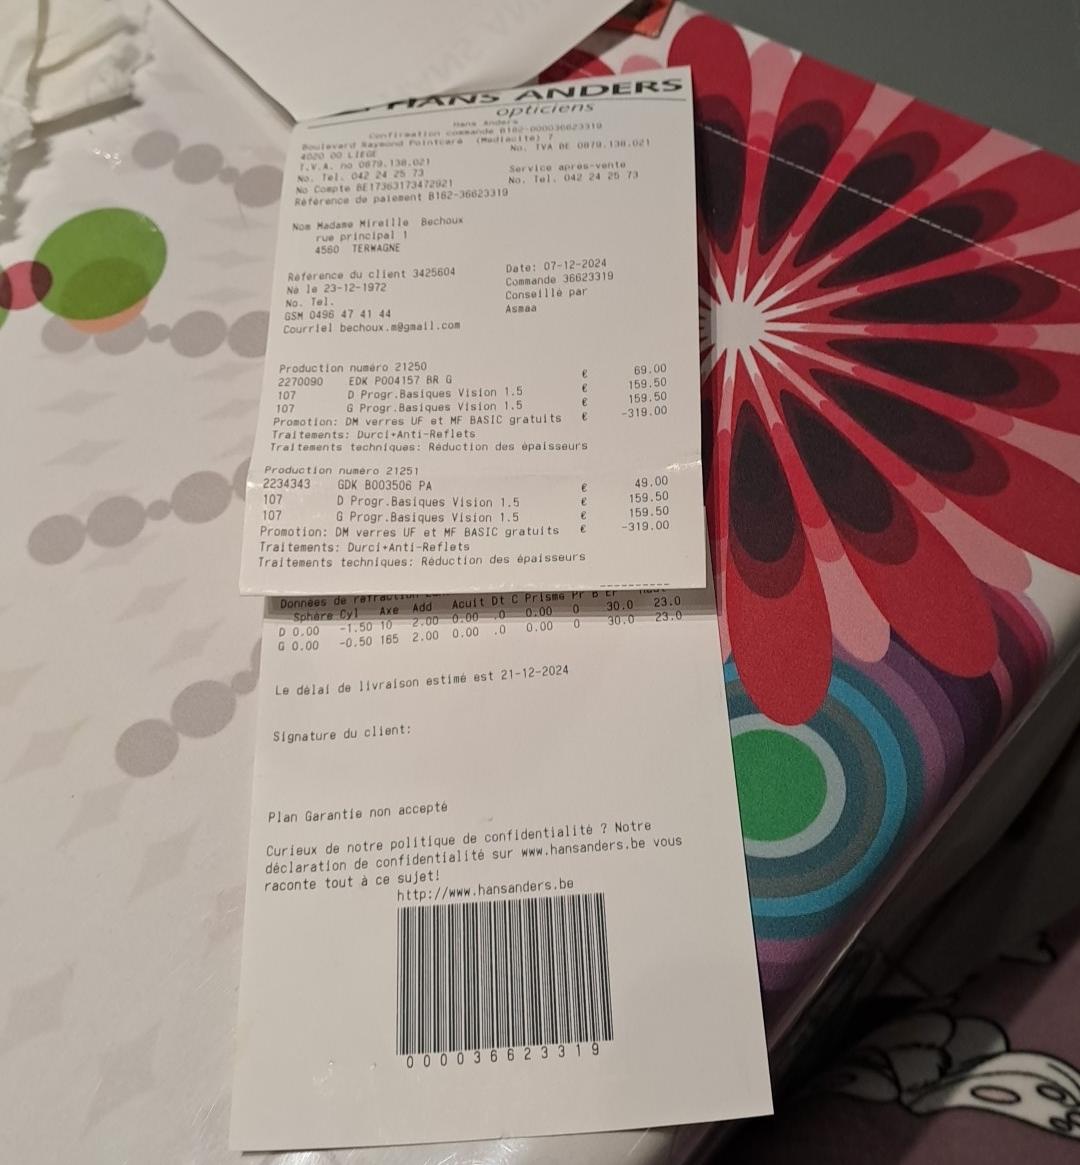 HANS ANDERS
opticiens
Hans Anders
Confirmation commande B162-000036623319
Boulevard Raymond Pointcaré (Mediacité) 7
4020 00 LIEGE No. TVA BE 0879.138.021
T.V.A. no 0879.138.021
No. Tel. 042 24 25 73 Service après-vente
No Compte BE17363173472921 No. Tel. 042 24 25 73
Référence de paiement B162-36623319
Nom Madame Mireille Bechoux
rue principal 1
4560 TERWAGNE
Référence du client 3425604 Date: 07-12-2024
Né le 23-12-1972 Commande 36623319
No. Tel. Conseillé par
GSM 0496 47 41 44 Asmaa
Courriel bechoux.m@gmail.com
Production numéro 21250
2270090 EDK P004157 BR G € 69.00
107 D Progr.Basiques Vision 1.5 € 159.50
107 G Progr.Basiques Vision 1.5 € 159.50
Promotion: DM verres UF et MF BASIC gratuits € -319.00
Traitements: Durci+Anti-Reflets
Traitements techniques: Réduction des épaisseurs
Production numéro 21251
2234343 GDK B003506 PA € 49.00
107 D Progr.Basiques Vision 1.5 € 159.50
107 G Progr.Basiques Vision 1.5 € 159.50
Promotion: DM verres UF et MF BASIC gratuits € -319.00
Traitements: Durci+Anti-Reflets
Traitements techniques: Réduction des épaisseurs
Données de réfraction
Sphère Cyl Axe Add Acuit Dt C Prisme Pr B Er Haut
D 0.00 -1.50 10 2.00 0.00 .0 0.00 0 30.0 23.0
G 0.00 -0.50 165 2.00 0.00 .0 0.00 0 30.0 23.0
Le délai de livraison estimé est 21-12-2024
Signature du client:
Plan Garantie non accepté
Curieux de notre politique de confidentialité ? Notre
déclaration de confidentialité sur www.hansanders.be vous
raconte tout à ce sujet!
http://www.hansanders.be
000036623319